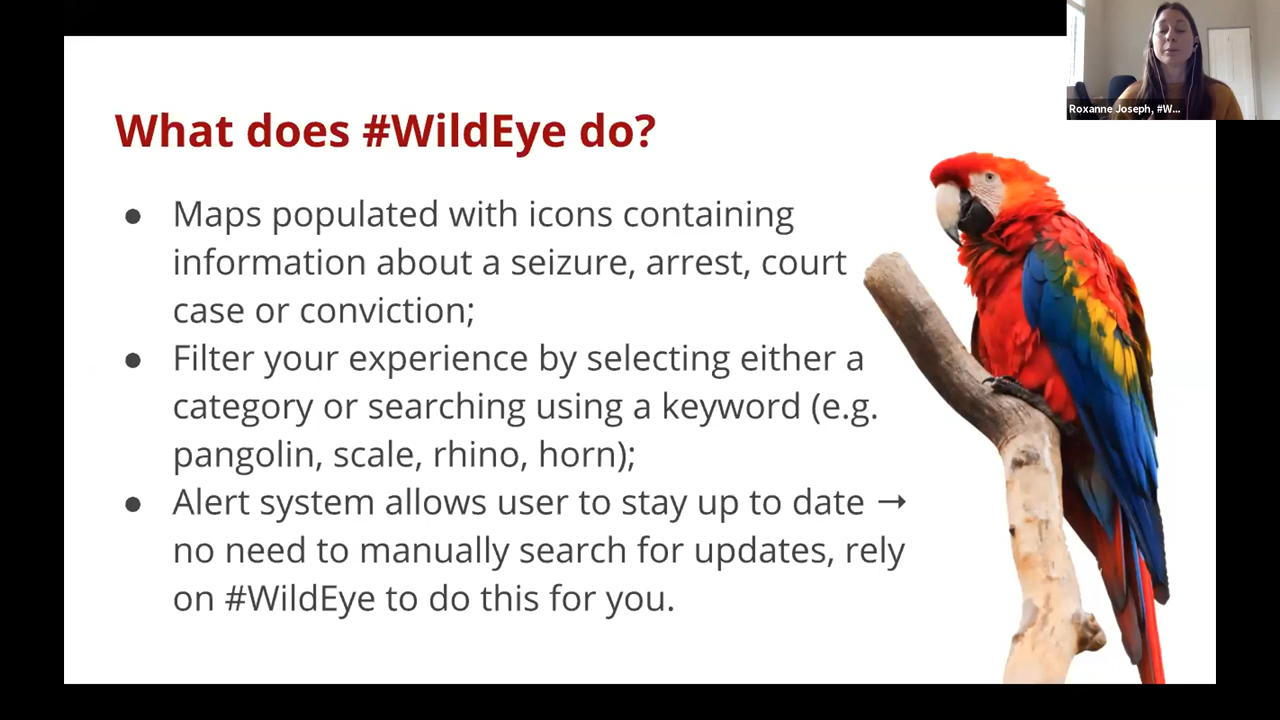 Roxanne Joseph, #W...
What does #WildEye do?
● Maps populated with icons containing
information about a seizure, arrest, court
case or conviction;
● Filter your experience by selecting either a
category or searching using a keyword (e.g.
pangolin, scale, rhino, horn);
● Alert system allows user to stay up to date →
no need to manually search for updates, rely
on #WildEye to do this for you.